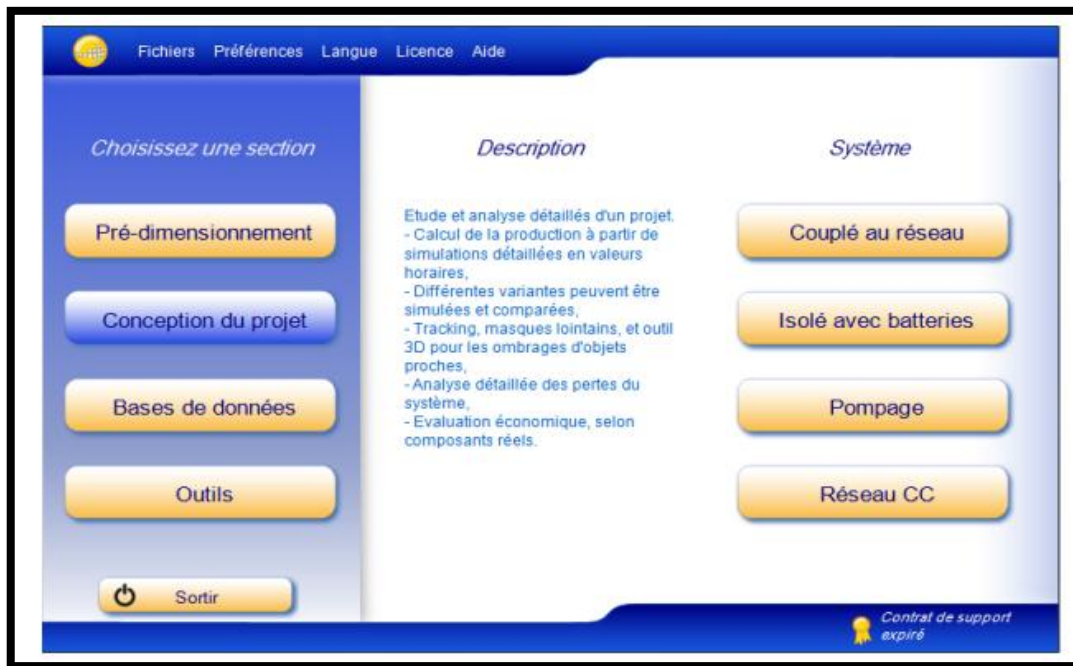 Fichiers Préférences Langue Licence Aide
Choisissez une section
Pré-dimensionnement
Conception du projet
Bases de données
Outils
Sortir
Description
Etude et analyse détaillés d'un projet.
- Calcul de la production à partir de
simulations détaillées en valeurs
horaires,
- Différentes variantes peuvent être
simulées et comparées,
- Tracking, masques lointains, et outil
3D pour les ombrages d'objets
proches,
- Analyse détaillée des pertes du
système,
- Evaluation économique, selon
composants réels.
Système
Couplé au réseau
Isolé avec batteries
Pompage
Réseau CC
Contrat de support
expiré